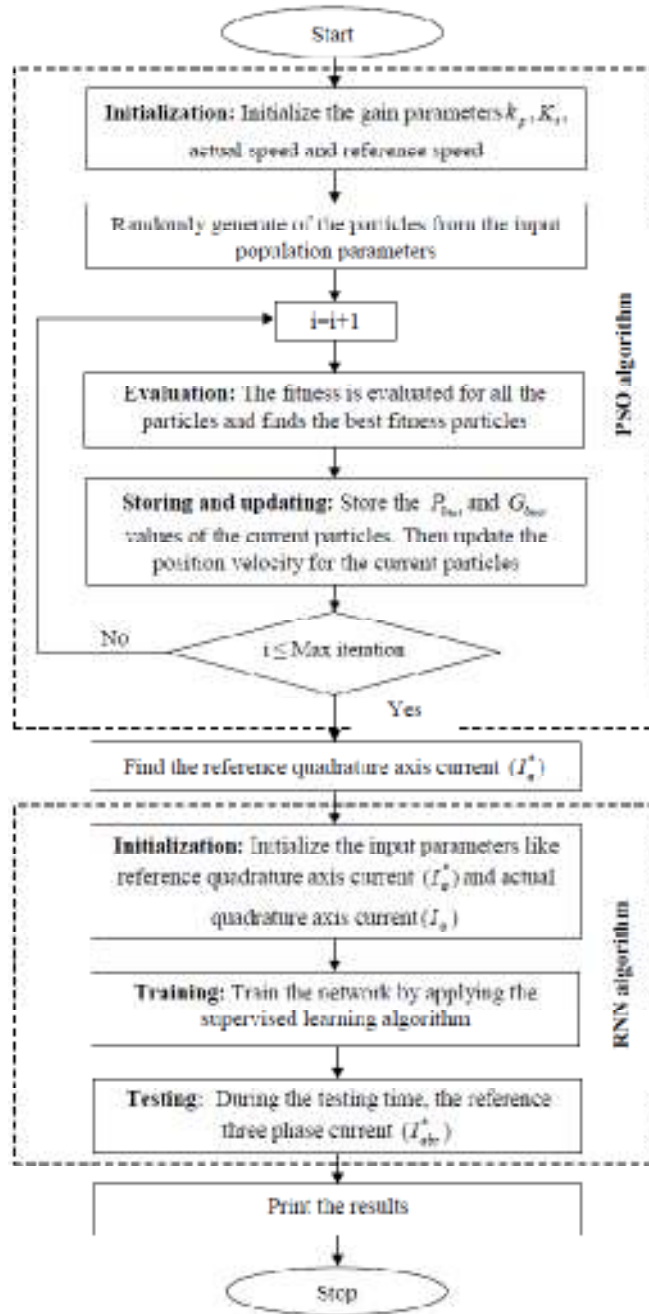 Start
Initialization: Initialize the gain parameters k_p, K_i,
actual speed and reference speed
Randomly generate of the particles from the input
population parameters
i=i+1
Evaluation: The fitness is evaluated for all the
particles and finds the best fitness particles
Storing and updating: Store the P_best and G_best
values of the current particles. Then update the
position velocity for the current particles
No
i ≤ Max iteration
Yes
PSO algorithm
Find the reference quadrature axis current (I_q^*)
Initialization: Initialize the input parameters like
reference quadrature axis current (I_q^*) and actual
quadrature axis current (I_q)
Training: Train the network by applying the
supervised learning algorithm
Testing: During the testing time, the reference
three phase current
RNN algorithm
Print the results
Stop